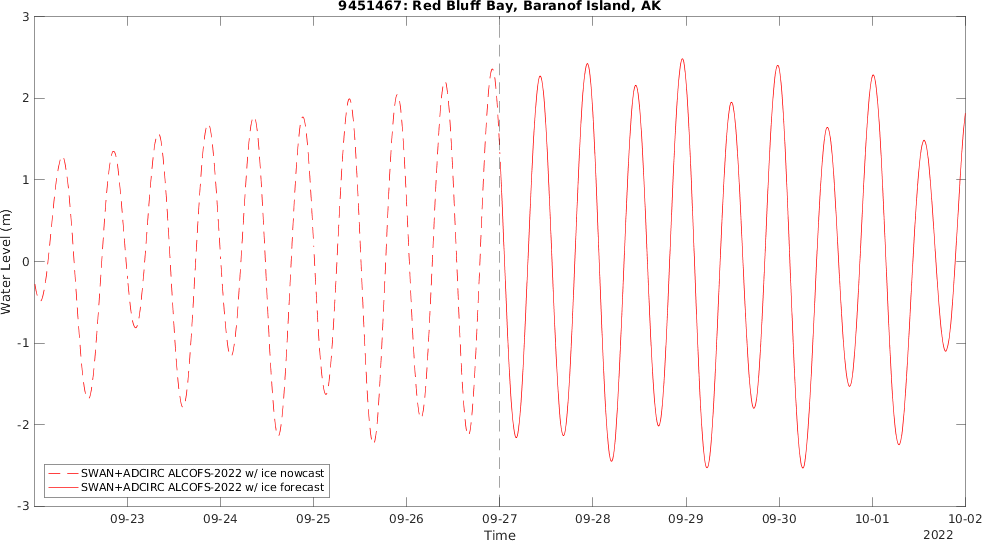 9451467: Red Bluff Bay, Baranof Island, AK
3
2
1
0
-1
-2
-3
Water Level (m)
SWAN+ADCIRC ALCOFS-2022 w/ ice nowcast
SWAN+ADCIRC ALCOFS-2022 w/ ice forecast
09-23 09-24 09-25 09-26 09-27 09-28 09-29 09-30 10-01 10-02
Time
2022